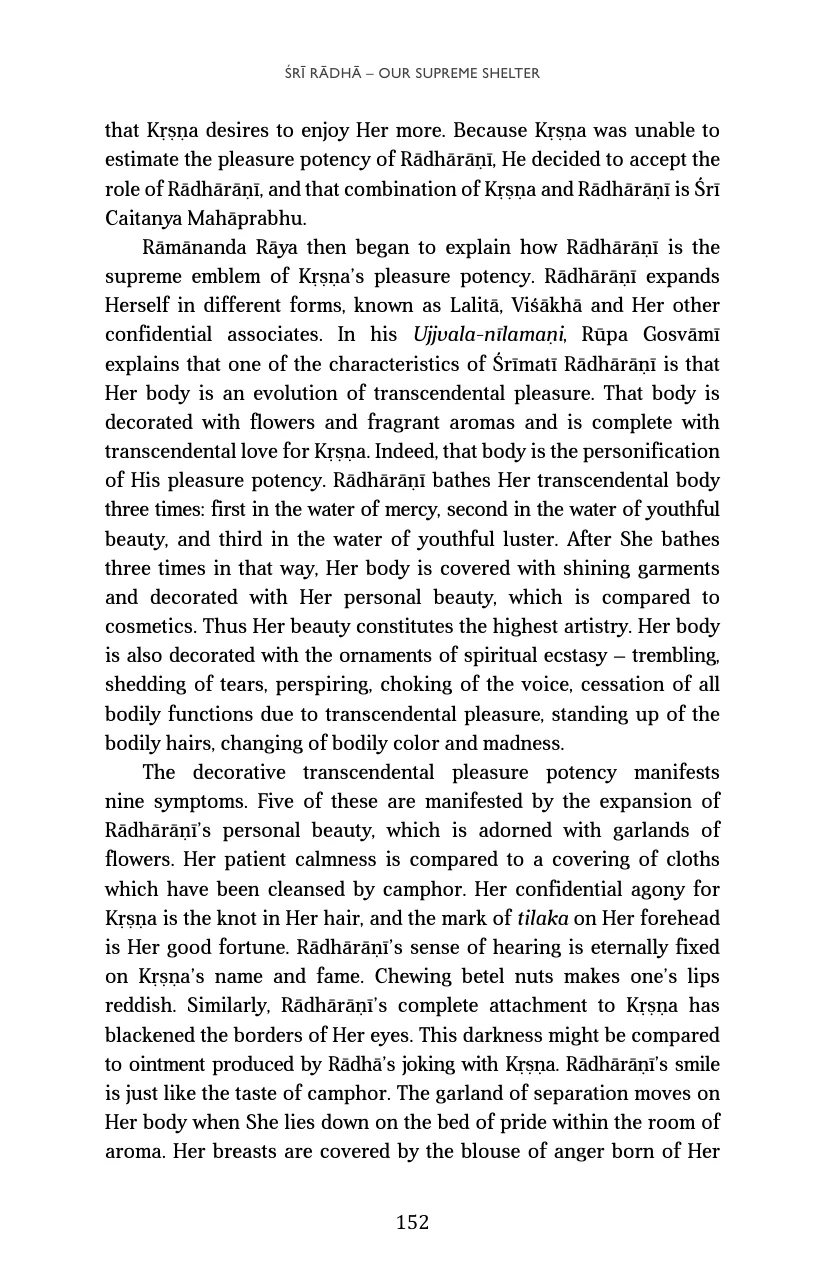 ŚRĪ RĀDHĀ – OUR SUPREME SHELTER
that Kṛṣṇa desires to enjoy Her more. Because Kṛṣṇa was unable to
estimate the pleasure potency of Rādhārāṇī, He decided to accept the
role of Rādhārāṇī, and that combination of Kṛṣṇa and Rādhārāṇī is Śrī
Caitanya Mahāprabhu.
Rāmānanda Rāya then began to explain how Rādhārāṇī is the
supreme emblem of Kṛṣṇa’s pleasure potency. Rādhārāṇī expands
Herself in different forms, known as Lalitā, Viśākhā and Her other
confidential associates. In his Ujjvala-nīlamaṇi, Rūpa Gosvāmī
explains that one of the characteristics of Śrīmatī Rādhārāṇī is that
Her body is an evolution of transcendental pleasure. That body is
decorated with flowers and fragrant aromas and is complete with
transcendental love for Kṛṣṇa. Indeed, that body is the personification
of His pleasure potency. Rādhārāṇī bathes Her transcendental body
three times: first in the water of mercy, second in the water of youthful
beauty, and third in the water of youthful luster. After She bathes
three times in that way, Her body is covered with shining garments
and decorated with Her personal beauty, which is compared to
cosmetics. Thus Her beauty constitutes the highest artistry. Her body
is also decorated with the ornaments of spiritual ecstasy – trembling,
shedding of tears, perspiring, choking of the voice, cessation of all
bodily functions due to transcendental pleasure, standing up of the
bodily hairs, changing of bodily color and madness.
The decorative transcendental pleasure potency manifests
nine symptoms. Five of these are manifested by the expansion of
Rādhārāṇī’s personal beauty, which is adorned with garlands of
flowers. Her patient calmness is compared to a covering of cloths
which have been cleansed by camphor. Her confidential agony for
Kṛṣṇa is the knot in Her hair, and the mark of tilaka on Her forehead
is Her good fortune. Rādhārāṇī’s sense of hearing is eternally fixed
on Kṛṣṇa’s name and fame. Chewing betel nuts makes one’s lips
reddish. Similarly, Rādhārāṇī’s complete attachment to Kṛṣṇa has
blackened the borders of Her eyes. This darkness might be compared
to ointment produced by Rādhā’s joking with Kṛṣṇa. Rādhārāṇī’s smile
is just like the taste of camphor. The garland of separation moves on
Her body when She lies down on the bed of pride within the room of
aroma. Her breasts are covered by the blouse of anger born of Her
152